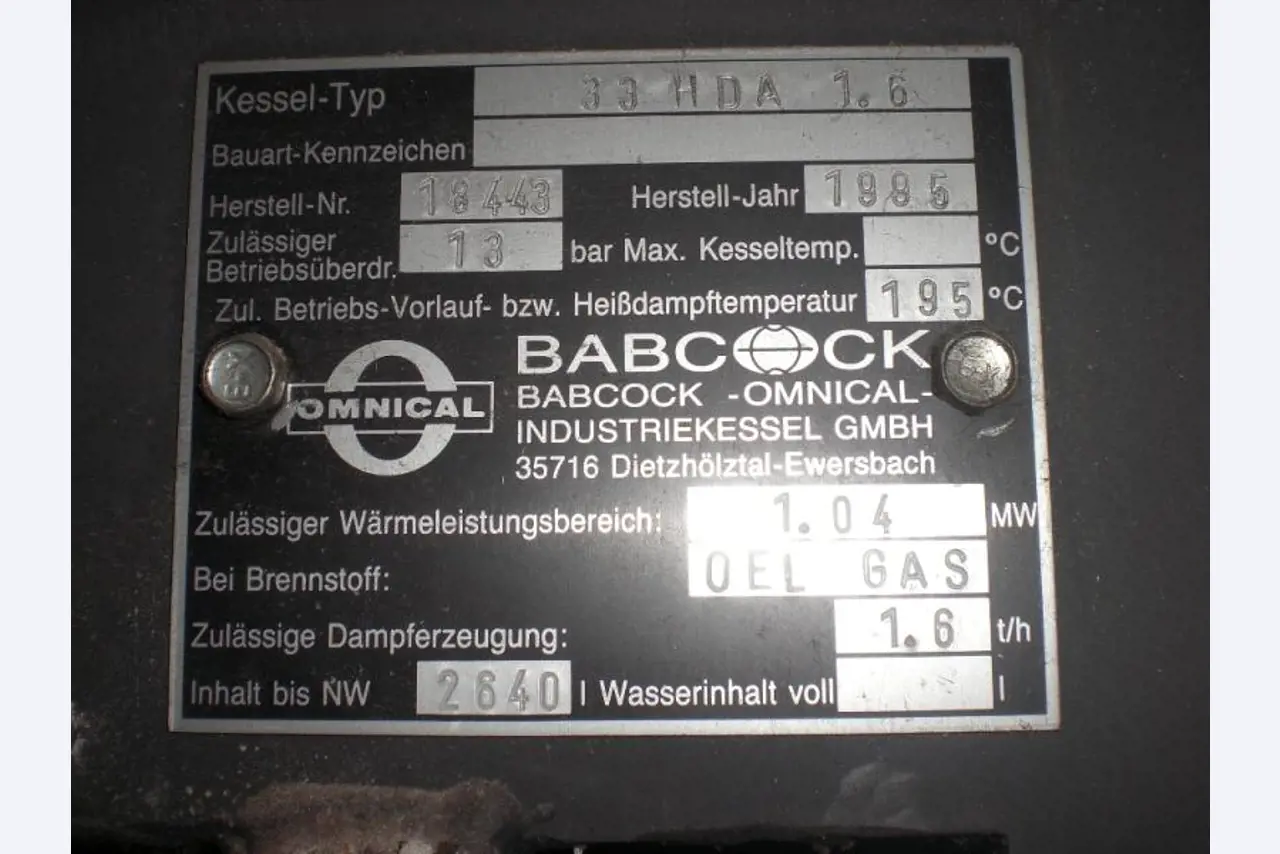 Kessel-Typ 33 HDA 1.6
Bauart-Kennzeichen
Herstell-Nr. 18443 Herstell-Jahr 1985
Zulässiger Betriebsüberdr. 13 bar Max. Kesseltemp. °C
Zul. Betriebs-Vorlauf- bzw. Heißdampftemperatur 195 °C
OMNICAL
BABCOCK
BABCOCK -OMNICAL-
INDUSTRIEKESSEL GMBH
35716 Dietzhölztal-Ewersbach
Zulässiger Wärmeleistungsbereich: 1.04 MW
Bei Brennstoff: OEL GAS
Zulässige Dampferzeugung: 1.6 t/h
Inhalt bis NW 2640 l Wasserinhalt voll l